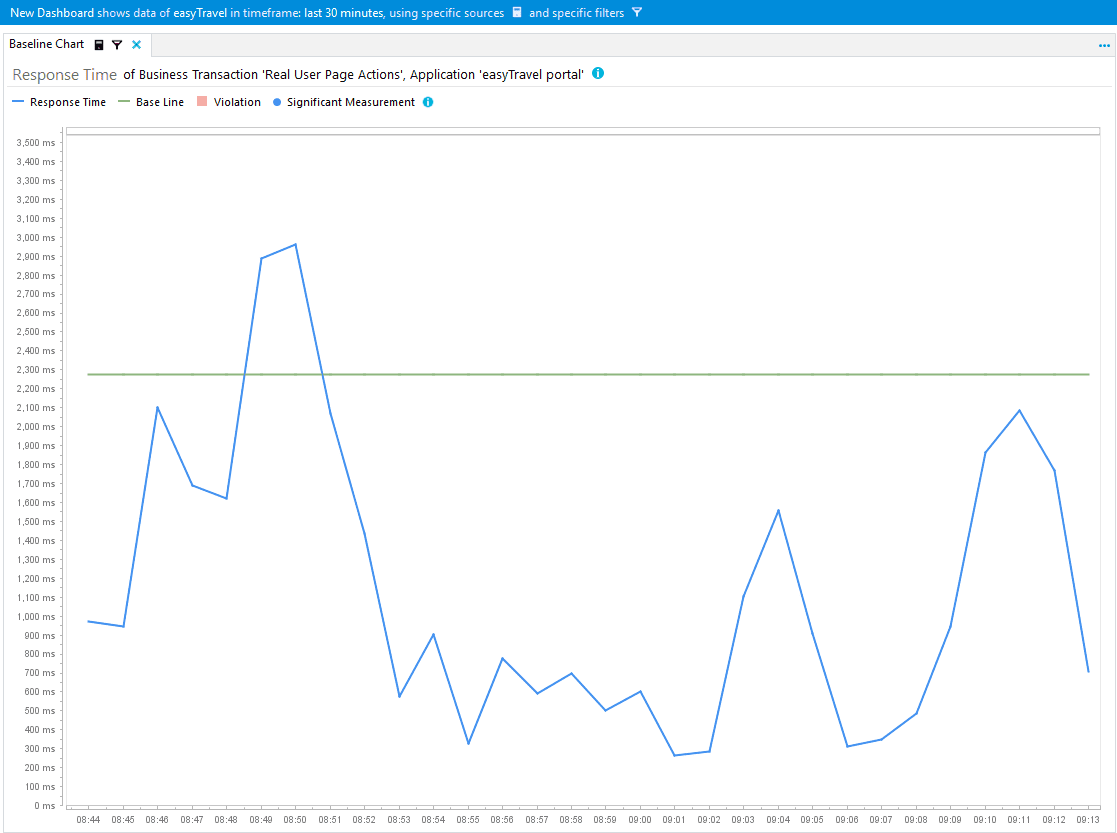 New Dashboard shows data of easyTravel in timeframe: last 30 minutes, using specific sources and specific filters
Baseline Chart
Response Time of Business Transaction 'Real User Page Actions', Application 'easyTravel portal'
Response Time Base Line Violation Significant Measurement
3,500 ms
3,400 ms
3,300 ms
3,200 ms
3,100 ms
3,000 ms
2,900 ms
2,800 ms
2,700 ms
2,600 ms
2,500 ms
2,400 ms
2,300 ms
2,200 ms
2,100 ms
2,000 ms
1,900 ms
1,800 ms
1,700 ms
1,600 ms
1,500 ms
1,400 ms
1,300 ms
1,200 ms
1,100 ms
1,000 ms
900 ms
800 ms
700 ms
600 ms
500 ms
400 ms
300 ms
200 ms
100 ms
0 ms
08:44 08:45 08:46 08:47 08:48 08:49 08:50 08:51 08:52 08:53 08:54 08:55 08:56 08:57 08:58 08:59 09:00 09:01 09:02 09:03 09:04 09:05 09:06 09:07 09:08 09:09 09:10 09:11 09:12 09:13